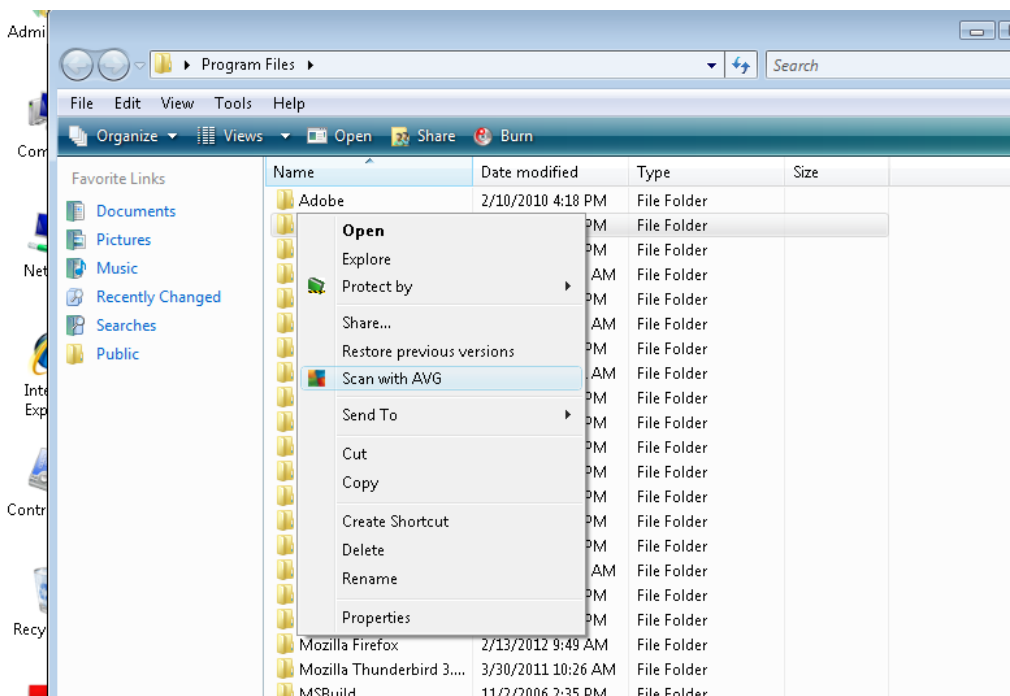 Admi
Program Files
Search
File Edit View Tools Help
Organize Views Open Share Burn
Com
Favorite Links
Name Date modified Type Size
Documents
Pictures
Music
Recently Changed
Searches
Public
Net
Inte
Exp
Contr
Recy
Adobe 2/10/2010 4:18 PM File Folder
PM File Folder
PM File Folder
AM File Folder
PM File Folder
AM File Folder
PM File Folder
AM File Folder
PM File Folder
PM File Folder
PM File Folder
PM File Folder
PM File Folder
PM File Folder
PM File Folder
AM File Folder
PM File Folder
PM File Folder
Open
Explore
Protect by
Share...
Restore previous versions
Scan with AVG
Send To
Cut
Copy
Create Shortcut
Delete
Rename
Properties
Mozilla Firefox 2/13/2012 9:49 AM File Folder
Mozilla Thunderbird 3.... 3/30/2011 10:26 AM File Folder
MSBuild 11/2/2006 2:35 PM File Folder